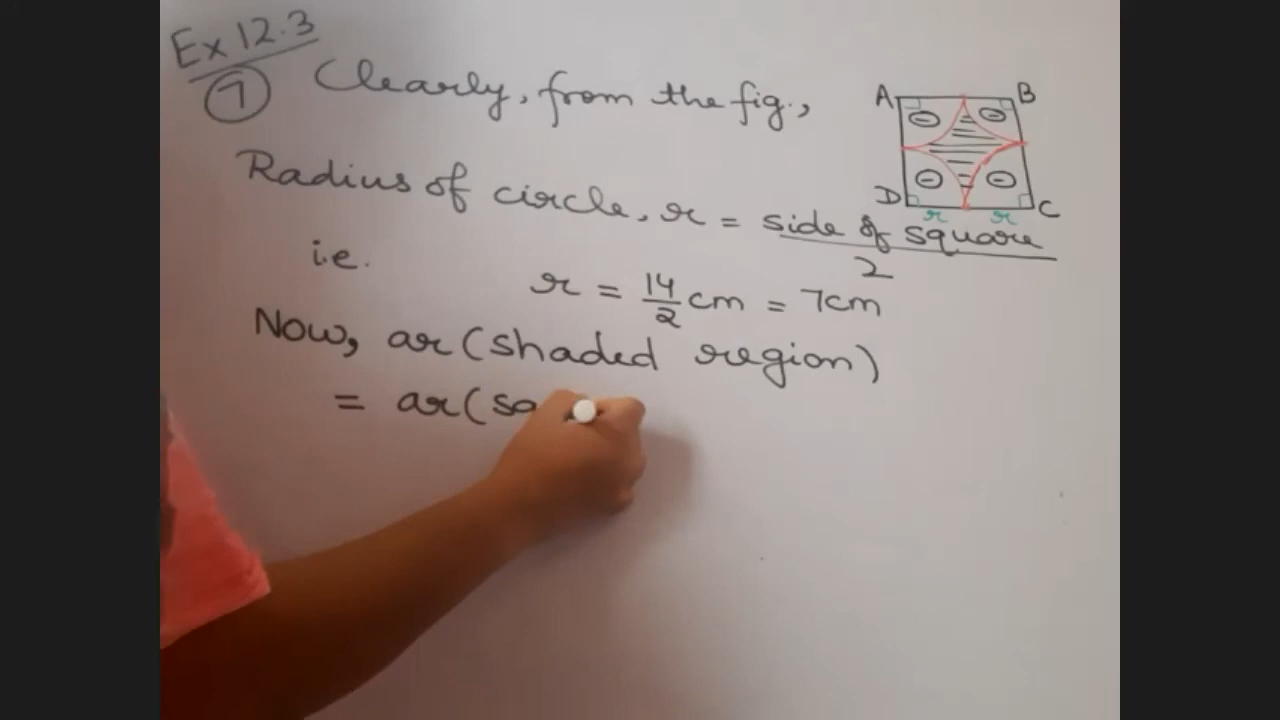 Ex 12.3
7 Clearly, from the fig.,
A B
D C
r r
Radius of circle, r = side of square
2
i.e.
r = 14/2 cm = 7cm
Now, ar (shaded region)
= ar (sq